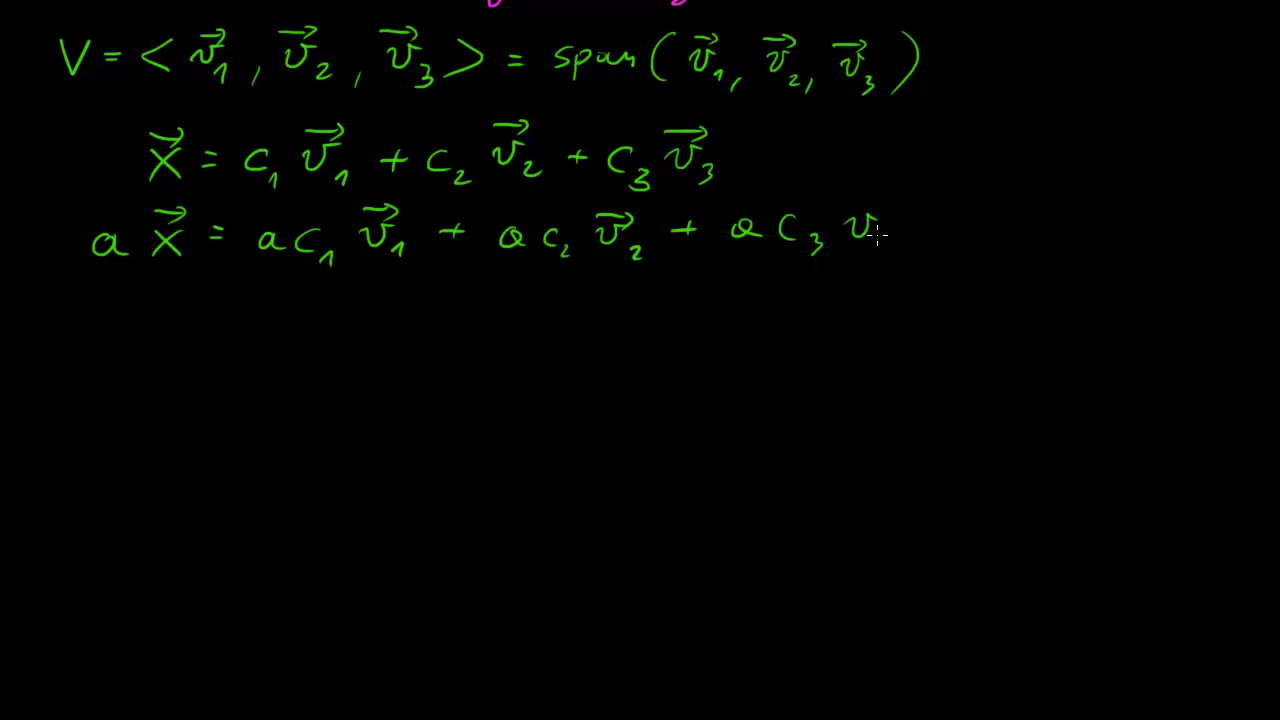 V = < v⃗₁, v⃗₂, v⃗₃ > = span( v⃗₁, v⃗₂, v⃗₃ )
x⃗ = c₁ v⃗₁ + c₂ v⃗₂ + c₃ v⃗₃
a x⃗ = a c₁ v⃗₁ + a c₂ v⃗₂ + a c₃ v